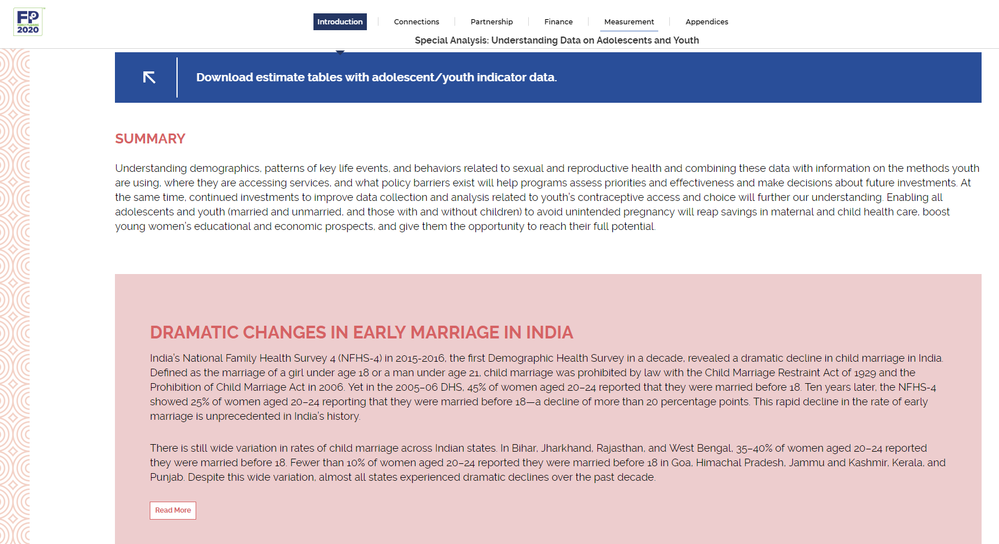 FP
FAMILY PLANNING
2020
Introduction
Connections
Partnership
Finance
Measurement
Appendices
Special Analysis: Understanding Data on Adolescents and Youth
Download estimate tables with adolescent/youth indicator data.
SUMMARY
Understanding demographics, patterns of key life events, and behaviors related to sexual and reproductive health and combining these data with information on the methods youth
are using, where they are accessing services, and what policy barriers exist will help programs assess priorities and effectiveness and make decisions about future investments. At
the same time, continued investments to improve data collection and analysis related to youth's contraceptive access and choice will further our understanding. Enabling all
adolescents and youth (married and unmarried, and those with and without children) to avoid unintended pregnancy will reap savings in maternal and child health care, boost
young women's educational and economic prospects, and give them the opportunity to reach their full potential.
DRAMATIC CHANGES IN EARLY MARRIAGE IN INDIA
India's National Family Health Survey 4 (NFHS-4) in 2015-2016, the first Demographic Health Survey in a decade, revealed a dramatic decline in child marriage in India.
Defined as the marriage of a girl under age 18 or a man under age 21, child marriage was prohibited by law with the Child Marriage Restraint Act of 1929 and the
Prohibition of Child Marriage Act in 2006. Yet in the 2005–06 DHS, 45% of women aged 20–24 reported that they were married before 18. Ten years later, the NFHS-4
showed 25% of women aged 20–24 reporting that they were married before 18—a decline of more than 20 percentage points. This rapid decline in the rate of early
marriage is unprecedented in India's history.
There is still wide variation in rates of child marriage across Indian states. In Bihar, Jharkhand, Rajasthan, and West Bengal, 35–40% of women aged 20–24 reported
they were married before 18. Fewer than 10% of women aged 20–24 reported they were married before 18 in Goa, Himachal Pradesh, Jammu and Kashmir, Kerala, and
Punjab. Despite this wide variation, almost all states experienced dramatic declines over the past decade.
Read More